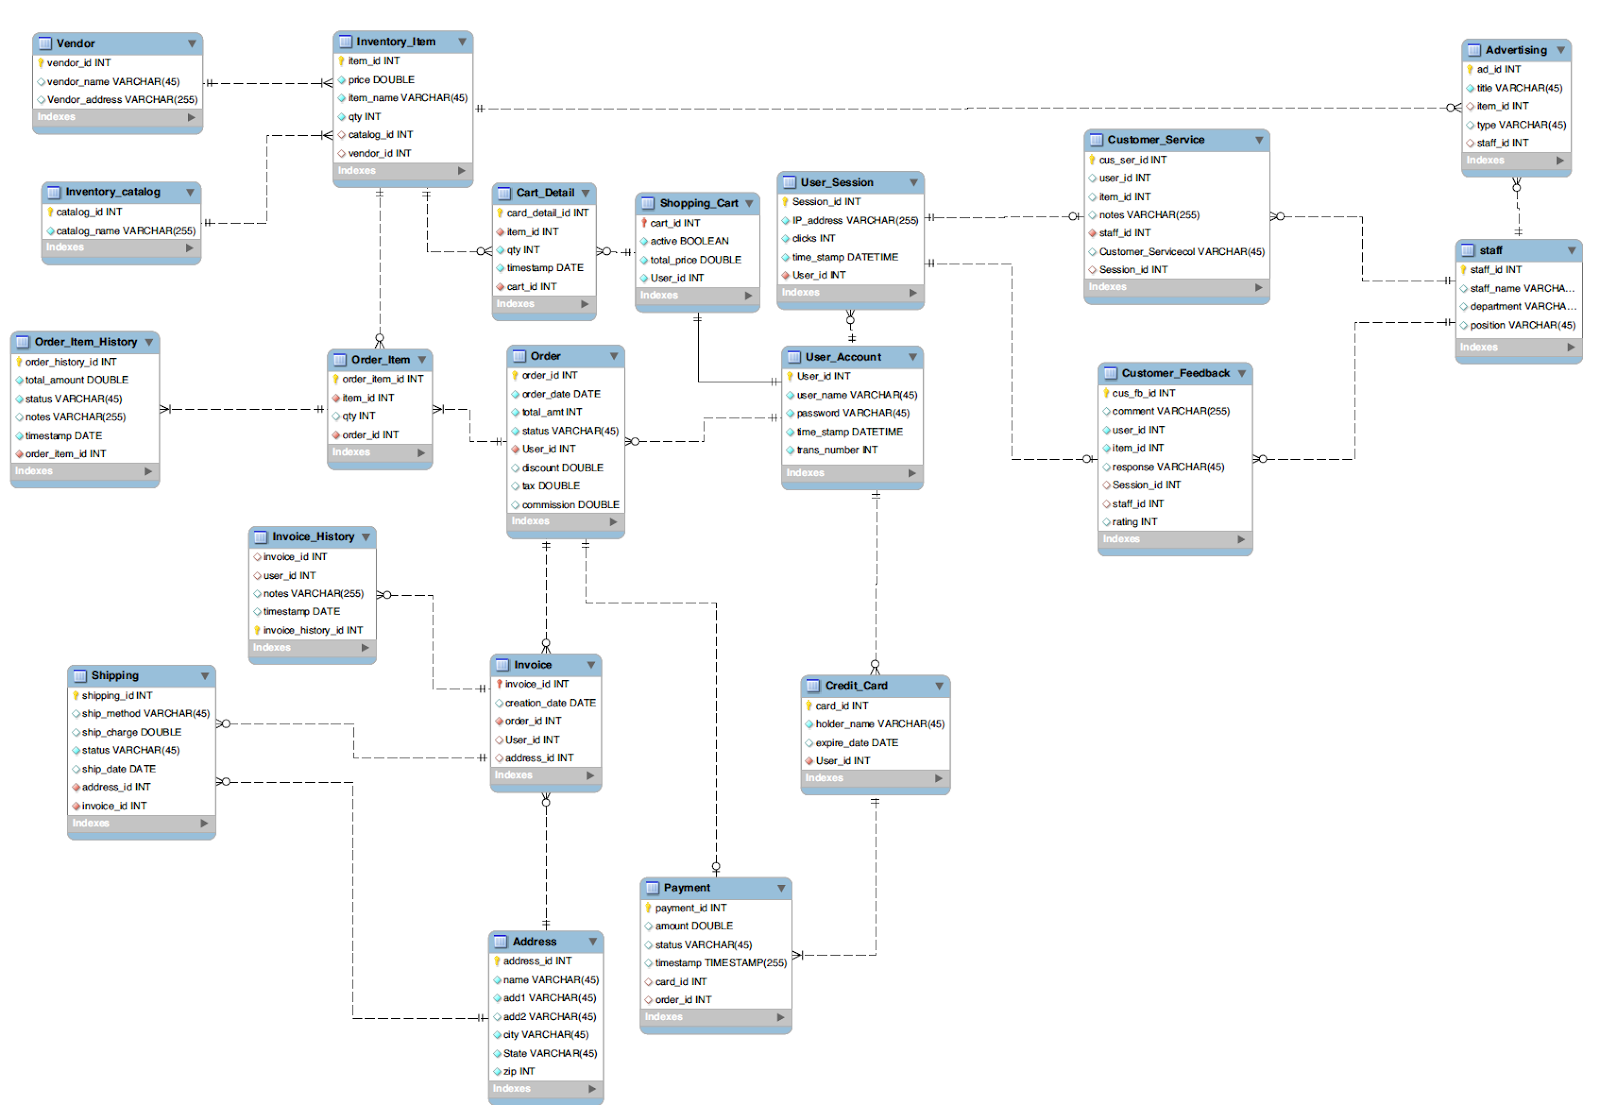 Vendor
vendor_id INT
vendor_name VARCHAR(45)
Vendor_address VARCHAR(255)
Indexes
Inventory_Item
item_id INT
price DOUBLE
item_name VARCHAR(45)
qty INT
catalog_id INT
vendor_id INT
Indexes
Advertising
ad_id INT
title VARCHAR(45)
item_id INT
type VARCHAR(45)
staff_id INT
Indexes
Inventory_catalog
catalog_id INT
catalog_name VARCHAR(255)
Indexes
Cart_Detail
card_detail_id INT
item_id INT
qty INT
timestamp DATE
cart_id INT
Indexes
Shopping_Cart
cart_id INT
active BOOLEAN
total_price DOUBLE
User_id INT
Indexes
User_Session
Session_id INT
IP_address VARCHAR(255)
clicks INT
time_stamp DATETIME
User_id INT
Indexes
Customer_Service
cus_ser_id INT
user_id INT
item_id INT
notes VARCHAR(255)
staff_id INT
Customer_Servicecol VARCHAR(45)
Session_id INT
Indexes
staff
staff_id INT
staff_name VARCHA...
department VARCHA...
position VARCHAR(45)
Indexes
Order_Item_History
order_history_id INT
total_amount DOUBLE
status VARCHAR(45)
notes VARCHAR(255)
timestamp DATE
order_item_id INT
Indexes
Order_Item
order_item_id INT
item_id INT
qty INT
order_id INT
Indexes
Order
order_id INT
order_date DATE
total_amt INT
status VARCHAR(45)
User_id INT
discount DOUBLE
tax DOUBLE
commission DOUBLE
Indexes
User_Account
User_id INT
user_name VARCHAR(45)
password VARCHAR(45)
time_stamp DATETIME
trans_number INT
Indexes
Customer_Feedback
cus_fb_id INT
comment VARCHAR(255)
user_id INT
item_id INT
response VARCHAR(45)
Session_id INT
staff_id INT
rating INT
Indexes
Invoice_History
invoice_id INT
user_id INT
notes VARCHAR(255)
timestamp DATE
invoice_history_id INT
Indexes
Shipping
shipping_id INT
ship_method VARCHAR(45)
ship_charge DOUBLE
status VARCHAR(45)
ship_date DATE
address_id INT
invoice_id INT
Indexes
Invoice
invoice_id INT
creation_date DATE
order_id INT
User_id INT
address_id INT
Indexes
Credit_Card
card_id INT
holder_name VARCHAR(45)
expire_date DATE
User_id INT
Indexes
Payment
payment_id INT
amount DOUBLE
status VARCHAR(45)
timestamp TIMESTAMP(255)
card_id INT
order_id INT
Indexes
Address
address_id INT
name VARCHAR(45)
add1 VARCHAR(45)
add2 VARCHAR(45)
city VARCHAR(45)
State VARCHAR(45)
zip INT
Indexes